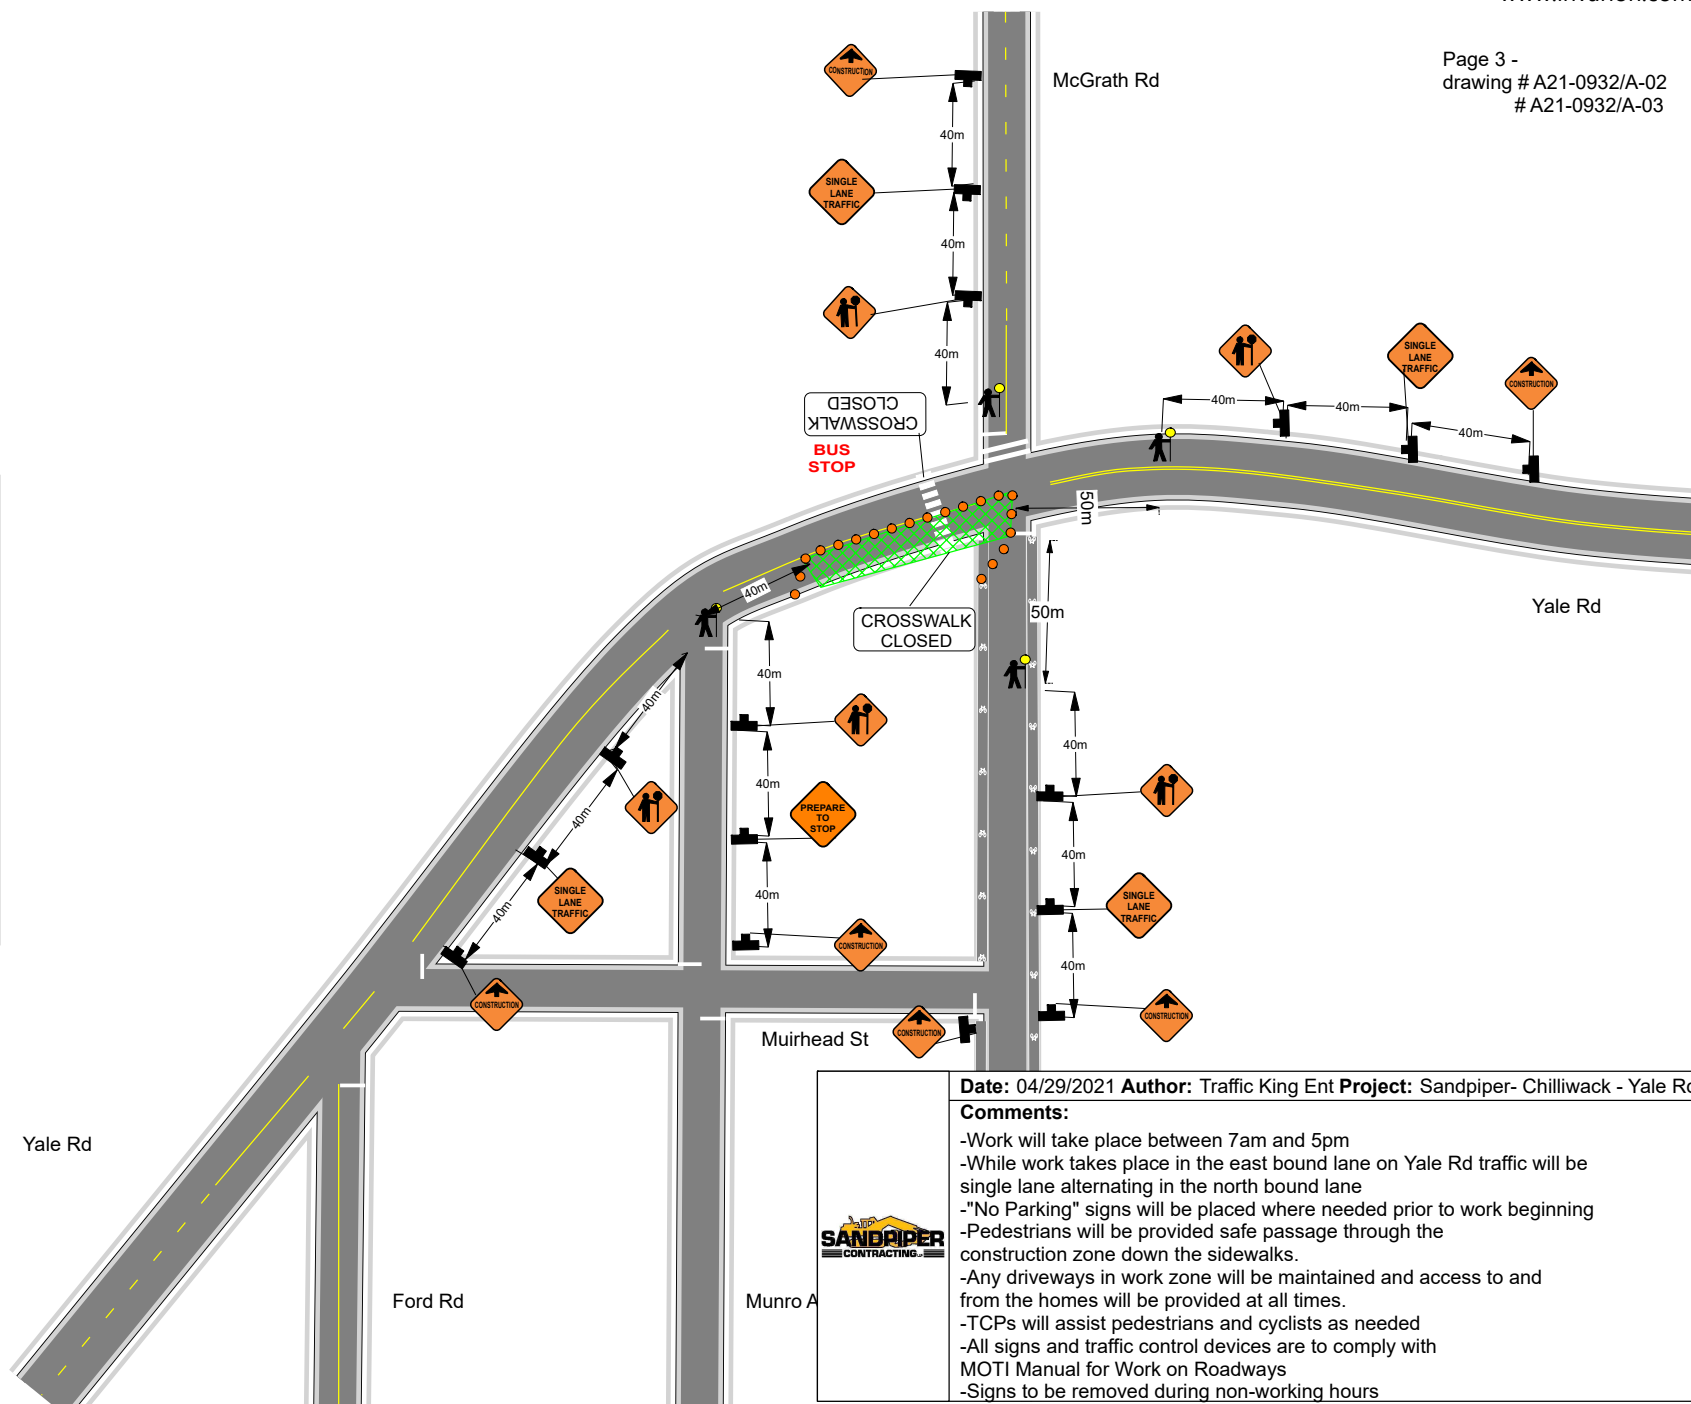 Page 3 -
drawing # A21-0932/A-02
# A21-0932/A-03
McGrath Rd
CONSTRUCTION
40m
SINGLE
LANE
TRAFFIC
40m
40m
CROSSWALK
CLOSED
BUS
STOP
40m
40m
40m
SINGLE
LANE
TRAFFIC
CONSTRUCTION
50m
Yale Rd
40m
CROSSWALK
CLOSED
50m
40m
40m
40m
PREPARE
TO
STOP
40m
CONSTRUCTION
40m
40m
SINGLE
LANE
TRAFFIC
40m
CONSTRUCTION
40m
40m
SINGLE
LANE
TRAFFIC
40m
CONSTRUCTION
CONSTRUCTION
Muirhead St
Yale Rd
Ford Rd
Munro A
SANDPIPER
CONTRACTING
Date: 04/29/2021 Author: Traffic King Ent Project: Sandpiper- Chilliwack - Yale Rd
Comments:
-Work will take place between 7am and 5pm
-While work takes place in the east bound lane on Yale Rd traffic will be
single lane alternating in the north bound lane
-"No Parking" signs will be placed where needed prior to work beginning
-Pedestrians will be provided safe passage through the
construction zone down the sidewalks.
-Any driveways in work zone will be maintained and access to and
from the homes will be provided at all times.
-TCPs will assist pedestrians and cyclists as needed
-All signs and traffic control devices are to comply with
MOTI Manual for Work on Roadways
-Signs to be removed during non-working hours